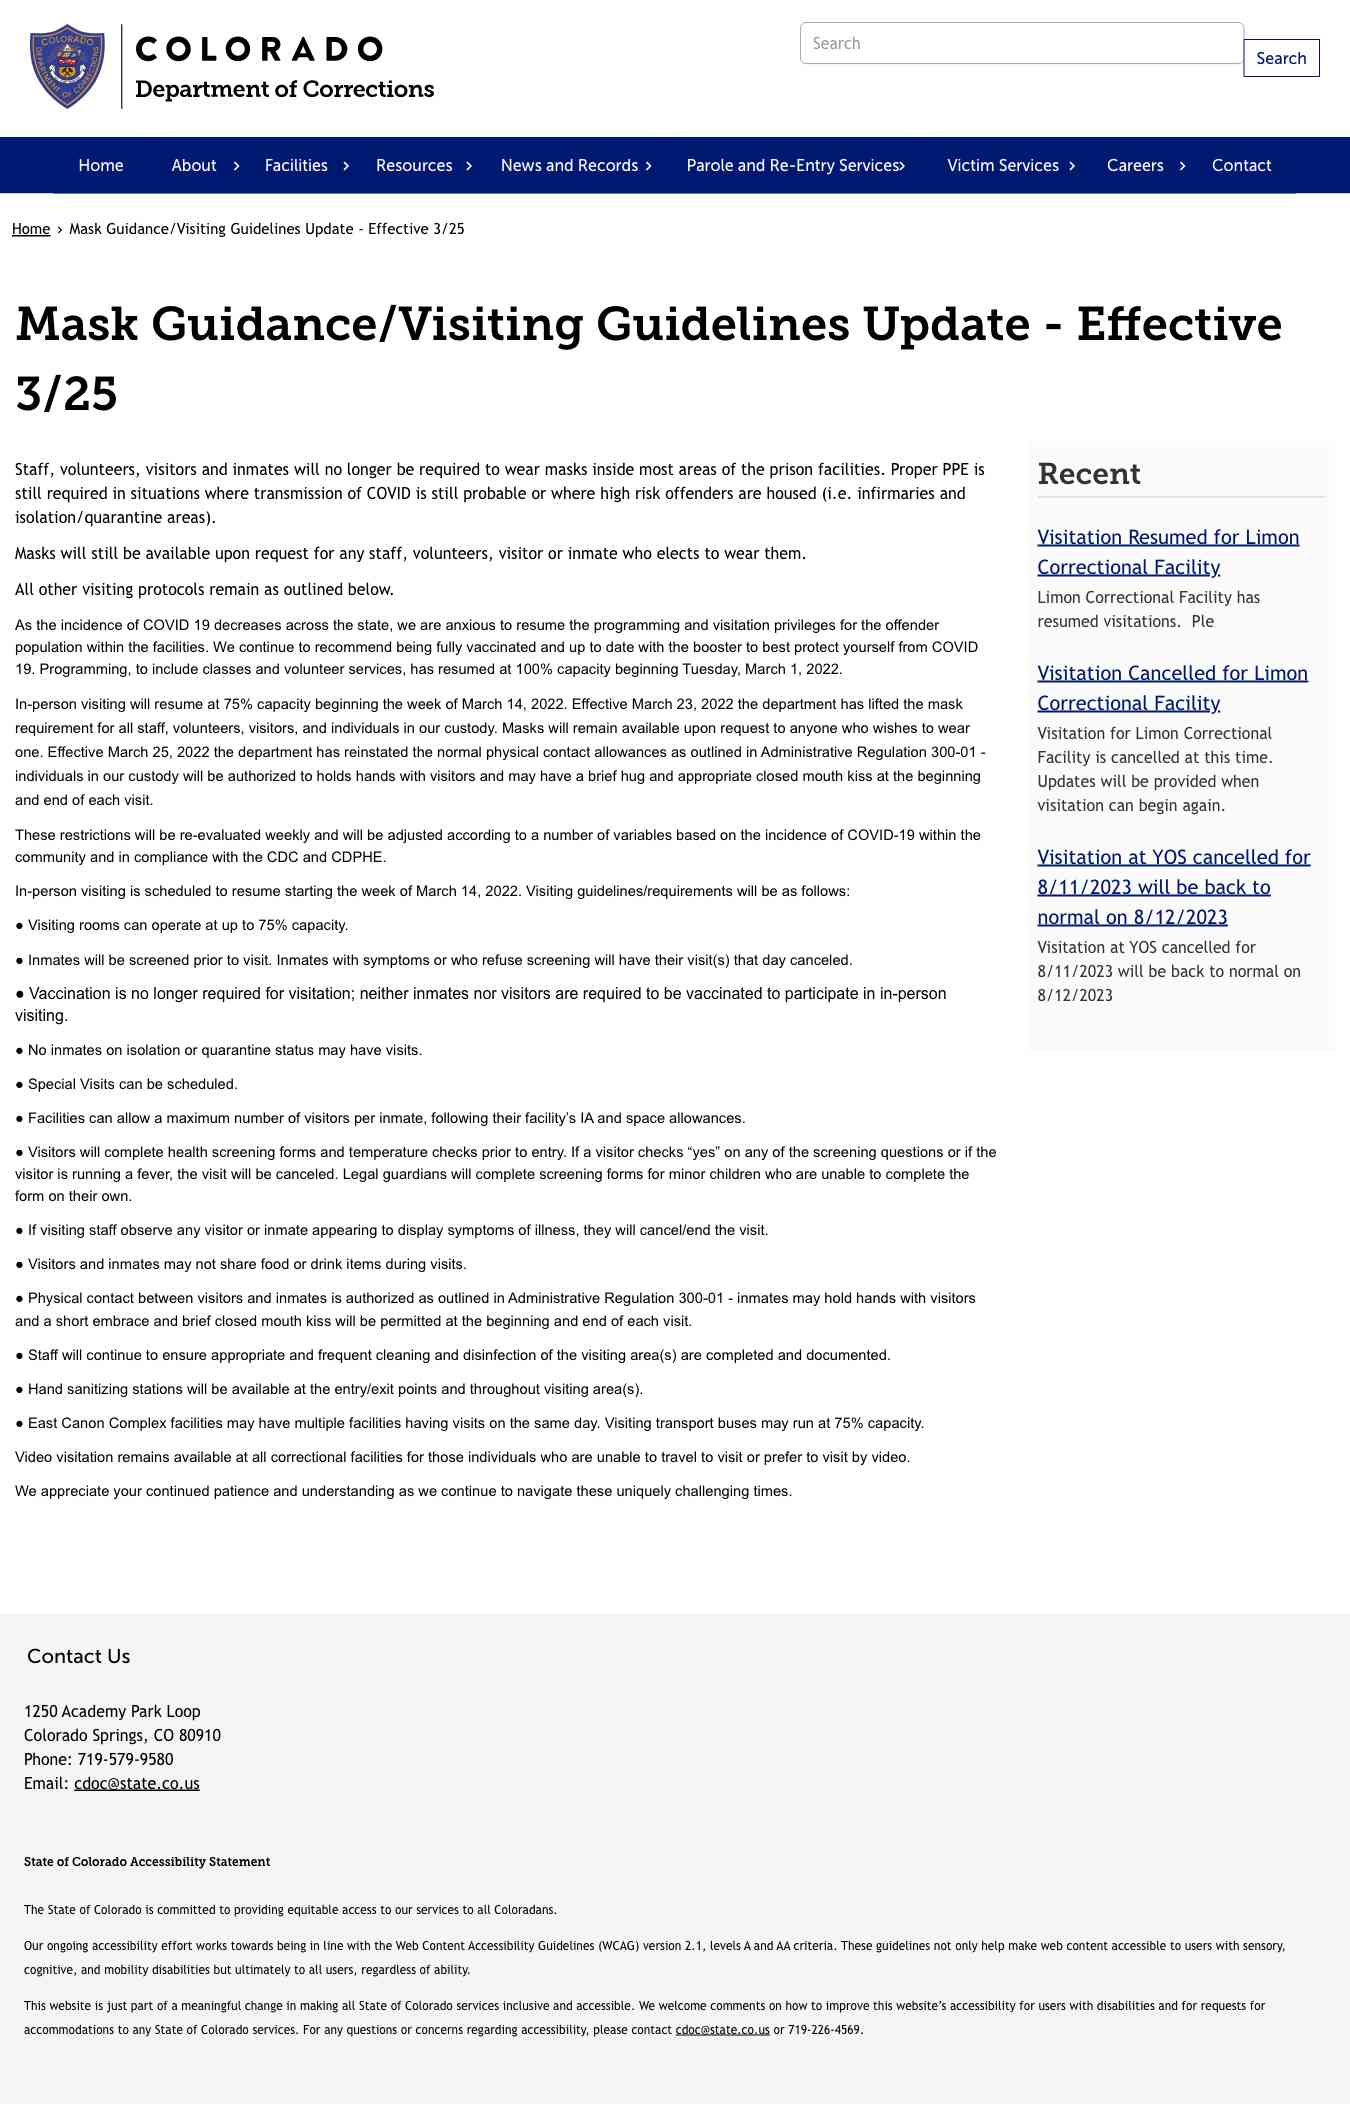 COLORADO
Department of Corrections
Search
Search
Home
About
Facilities
Resources
News and Records
Parole and Re-Entry Services
Victim Services
Careers
Contact
Home › Mask Guidance/Visiting Guidelines Update - Effective 3/25
Mask Guidance/Visiting Guidelines Update - Effective
3/25
Staff, volunteers, visitors and inmates will no longer be required to wear masks inside most areas of the prison facilities. Proper PPE is
still required in situations where transmission of COVID is still probable or where high risk offenders are housed (i.e. infirmaries and
isolation/quarantine areas).
Masks will still be available upon request for any staff, volunteers, visitor or inmate who elects to wear them.
All other visiting protocols remain as outlined below.
As the incidence of COVID 19 decreases across the state, we are anxious to resume the programming and visitation privileges for the offender
population within the facilities. We continue to recommend being fully vaccinated and up to date with the booster to best protect yourself from COVID
19. Programming, to include classes and volunteer services, has resumed at 100% capacity beginning Tuesday, March 1, 2022.
In-person visiting will resume at 75% capacity beginning the week of March 14, 2022. Effective March 23, 2022 the department has lifted the mask
requirement for all staff, volunteers, visitors, and individuals in our custody. Masks will remain available upon request to anyone who wishes to wear
one. Effective March 25, 2022 the department has reinstated the normal physical contact allowances as outlined in Administrative Regulation 300-01 -
individuals in our custody will be authorized to holds hands with visitors and may have a brief hug and appropriate closed mouth kiss at the beginning
and end of each visit.
These restrictions will be re-evaluated weekly and will be adjusted according to a number of variables based on the incidence of COVID-19 within the
community and in compliance with the CDC and CDPHE.
In-person visiting is scheduled to resume starting the week of March 14, 2022. Visiting guidelines/requirements will be as follows:
● Visiting rooms can operate at up to 75% capacity.
● Inmates will be screened prior to visit. Inmates with symptoms or who refuse screening will have their visit(s) that day canceled.
● Vaccination is no longer required for visitation; neither inmates nor visitors are required to be vaccinated to participate in in-person
visiting.
● No inmates on isolation or quarantine status may have visits.
● Special Visits can be scheduled.
● Facilities can allow a maximum number of visitors per inmate, following their facility’s IA and space allowances.
● Visitors will complete health screening forms and temperature checks prior to entry. If a visitor checks “yes” on any of the screening questions or if the
visitor is running a fever, the visit will be canceled. Legal guardians will complete screening forms for minor children who are unable to complete the
form on their own.
● If visiting staff observe any visitor or inmate appearing to display symptoms of illness, they will cancel/end the visit.
● Visitors and inmates may not share food or drink items during visits.
● Physical contact between visitors and inmates is authorized as outlined in Administrative Regulation 300-01 - inmates may hold hands with visitors
and a short embrace and brief closed mouth kiss will be permitted at the beginning and end of each visit.
● Staff will continue to ensure appropriate and frequent cleaning and disinfection of the visiting area(s) are completed and documented.
● Hand sanitizing stations will be available at the entry/exit points and throughout visiting area(s).
● East Canon Complex facilities may have multiple facilities having visits on the same day. Visiting transport buses may run at 75% capacity.
Video visitation remains available at all correctional facilities for those individuals who are unable to travel to visit or prefer to visit by video.
We appreciate your continued patience and understanding as we continue to navigate these uniquely challenging times.
Recent
Visitation Resumed for Limon
Correctional Facility
Limon Correctional Facility has
resumed visitations. Ple
Visitation Cancelled for Limon
Correctional Facility
Visitation for Limon Correctional
Facility is cancelled at this time.
Updates will be provided when
visitation can begin again.
Visitation at YOS cancelled for
8/11/2023 will be back to
normal on 8/12/2023
Visitation at YOS cancelled for
8/11/2023 will be back to normal on
8/12/2023
Contact Us
1250 Academy Park Loop
Colorado Springs, CO 80910
Phone: 719-579-9580
Email: cdoc@state.co.us
State of Colorado Accessibility Statement
The State of Colorado is committed to providing equitable access to our services to all Coloradans.
Our ongoing accessibility effort works towards being in line with the Web Content Accessibility Guidelines (WCAG) version 2.1, levels A and AA criteria. These guidelines not only help make web content accessible to users with sensory,
cognitive, and mobility disabilities but ultimately to all users, regardless of ability.
This website is just part of a meaningful change in making all State of Colorado services inclusive and accessible. We welcome comments on how to improve this website’s accessibility for users with disabilities and for requests for
accommodations to any State of Colorado services. For any questions or concerns regarding accessibility, please contact cdoc@state.co.us or 719-226-4569.